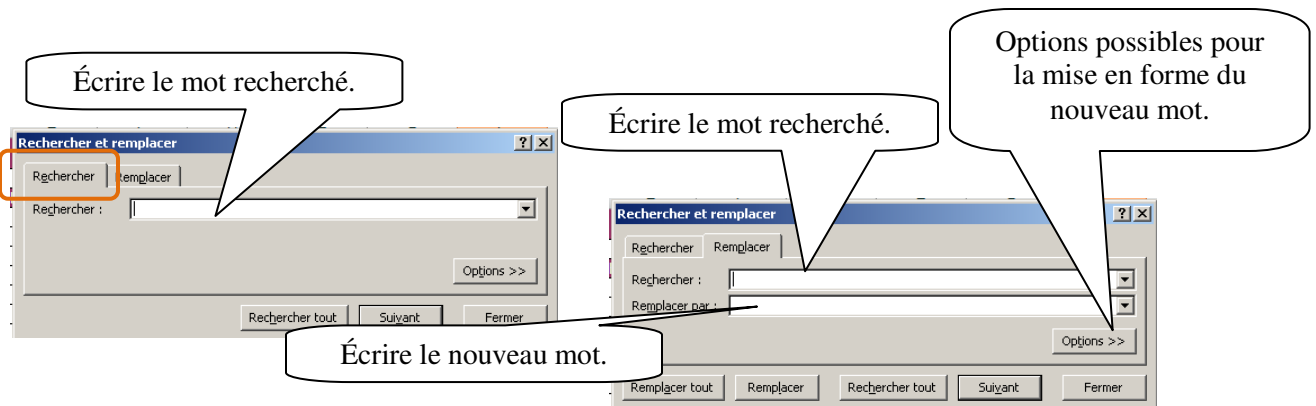 Options possibles pour
la mise en forme du
nouveau mot.
Écrire le mot recherché.
Écrire le mot recherché.
Rechercher et remplacer
Rechercher Remplacer
Rechercher :
Options >>
Rechercher tout Suivant Fermer
Rechercher et remplacer
Rechercher Remplacer
Rechercher :
Remplacer par :
Options >>
Écrire le nouveau mot.
Remplacer tout Remplacer Rechercher tout Suivant Fermer